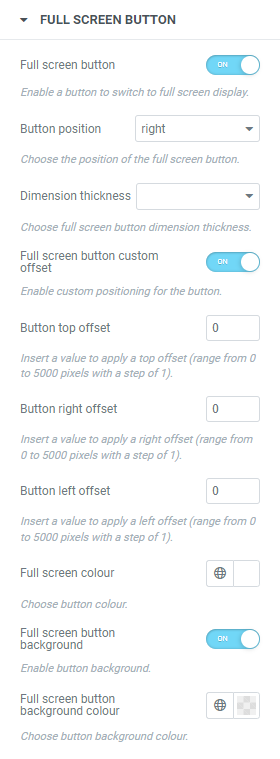 FULL SCREEN BUTTON
Full screen button ON
Enable a button to switch to full screen display.
Button position right
Choose the position of the full screen button.
Dimension thickness
Choose full screen button dimension thickness.
Full screen button custom
offset ON
Enable custom positioning for the button.
Button top offset 0
Insert a value to apply a top offset (range from 0
to 5000 pixels with a step of 1).
Button right offset 0
Insert a value to apply a right offset (range from
0 to 5000 pixels with a step of 1).
Button left offset 0
Insert a value to apply a left offset (range from 0
to 5000 pixels with a step of 1).
Full screen colour
Choose button colour.
Full screen button
background ON
Enable button background.
Full screen button
background colour
Choose button background colour.